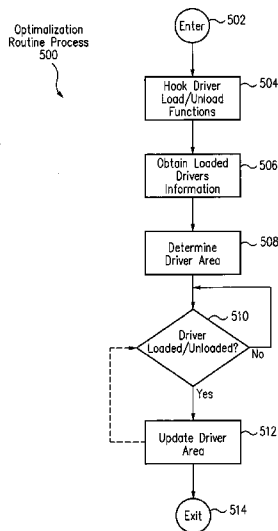 Optimalization
Routine Process
500
Enter
502
Hook Driver
Load/Unload
Functions
504
Obtain Loaded
Drivers
Information
506
Determine
Driver Area
508
510
Driver
Loaded/Unloaded?
No
Yes
Update Driver
Area
512
Exit
514